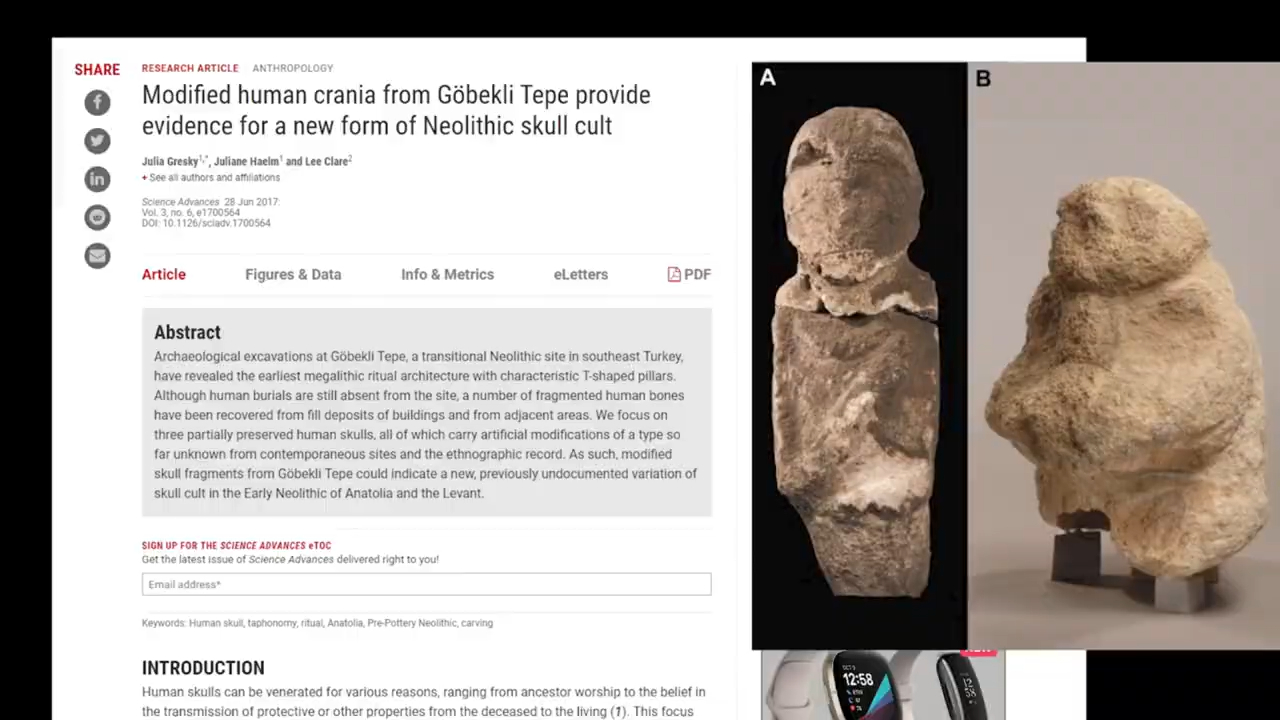 SHARE
RESEARCH ARTICLE ANTHROPOLOGY
Modified human crania from Göbekli Tepe provide
evidence for a new form of Neolithic skull cult
Julia Gresky1,*, Juliane Haelm1 and Lee Clare2
+ See all authors and affiliations
Science Advances 28 Jun 2017:
Vol. 3, no. 6, e1700564
DOI: 10.1126/sciadv.1700564
Article Figures & Data Info & Metrics eLetters PDF
Abstract
Archaeological excavations at Göbekli Tepe, a transitional Neolithic site in southeast Turkey,
have revealed the earliest megalithic ritual architecture with characteristic T-shaped pillars.
Although human burials are still absent from the site, a number of fragmented human bones
have been recovered from fill deposits of buildings and from adjacent areas. We focus on
three partially preserved human skulls, all of which carry artificial modifications of a type so
far unknown from contemporaneous sites and the ethnographic record. As such, modified
skull fragments from Göbekli Tepe could indicate a new, previously undocumented variation of
skull cult in the Early Neolithic of Anatolia and the Levant.
SIGN UP FOR THE SCIENCE ADVANCES eTOC
Get the latest issue of Science Advances delivered right to you!
Email address*
Keywords: Human skull, taphonomy, ritual, Anatolia, Pre-Pottery Neolithic, carving
INTRODUCTION
Human skulls can be venerated for various reasons, ranging from ancestor worship to the belief in
the transmission of protective or other properties from the deceased to the living (1). This focus
A
B
12:58